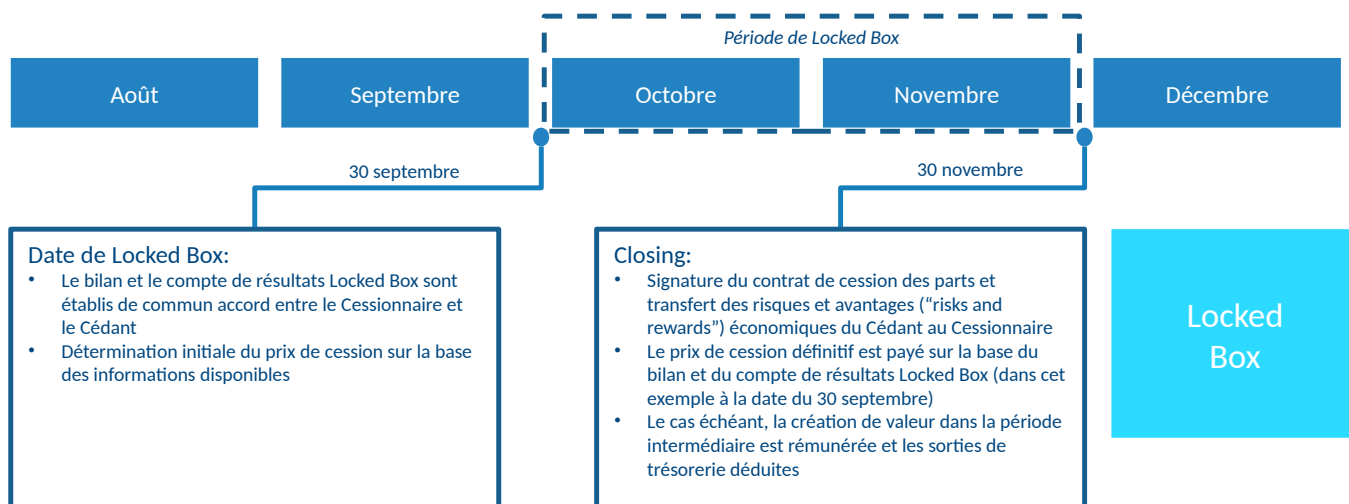 Période de Locked Box
Août
Septembre
Octobre
Novembre
Décembre
30 septembre
30 novembre
Date de Locked Box:
• Le bilan et le compte de résultats Locked Box sont
établis de commun accord entre le Cessionnaire et
le Cédant
• Détermination initiale du prix de cession sur la base
des informations disponibles
Closing:
• Signature du contrat de cession des parts et
transfert des risques et avantages (“risks and
rewards”) économiques du Cédant au Cessionnaire
• Le prix de cession définitif est payé sur la base du
bilan et du compte de résultats Locked Box (dans cet
exemple à la date du 30 septembre)
• Le cas échéant, la création de valeur dans la période
intermédiaire est rémunérée et les sorties de
trésorerie déduites
Locked
Box